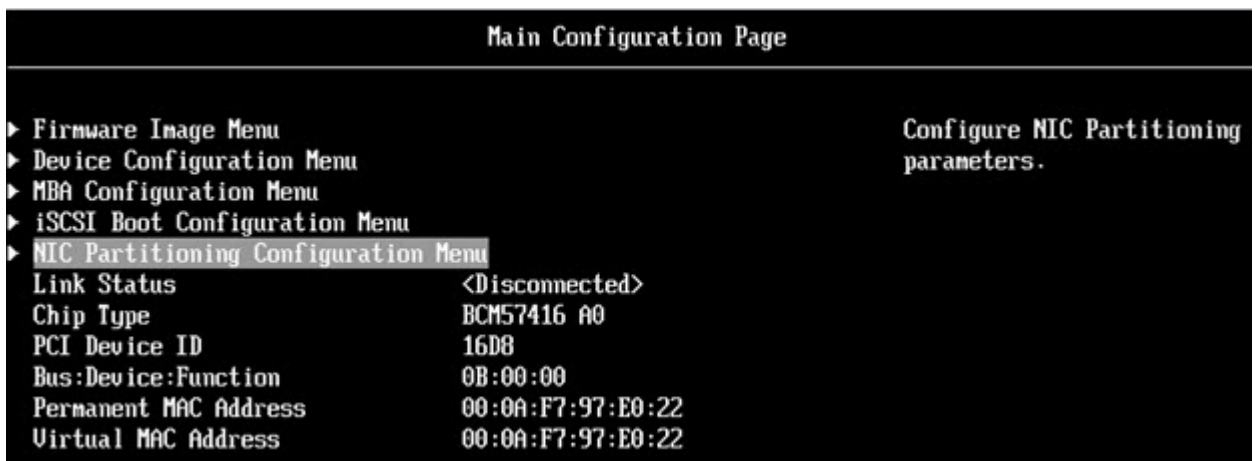 Main Configuration Page
Firmware Image Menu
Configure NIC Partitioning
Device Configuration Menu
parameters.
MBA Configuration Menu
iSCSI Boot Configuration Menu
NIC Partitioning Configuration Menu
Link Status <Disconnected>
Chip Type BCM57416 A0
PCI Device ID 16D8
Bus:Device:Function 0B:00:00
Permanent MAC Address 00:0A:F7:97:E0:22
Virtual MAC Address 00:0A:F7:97:E0:22